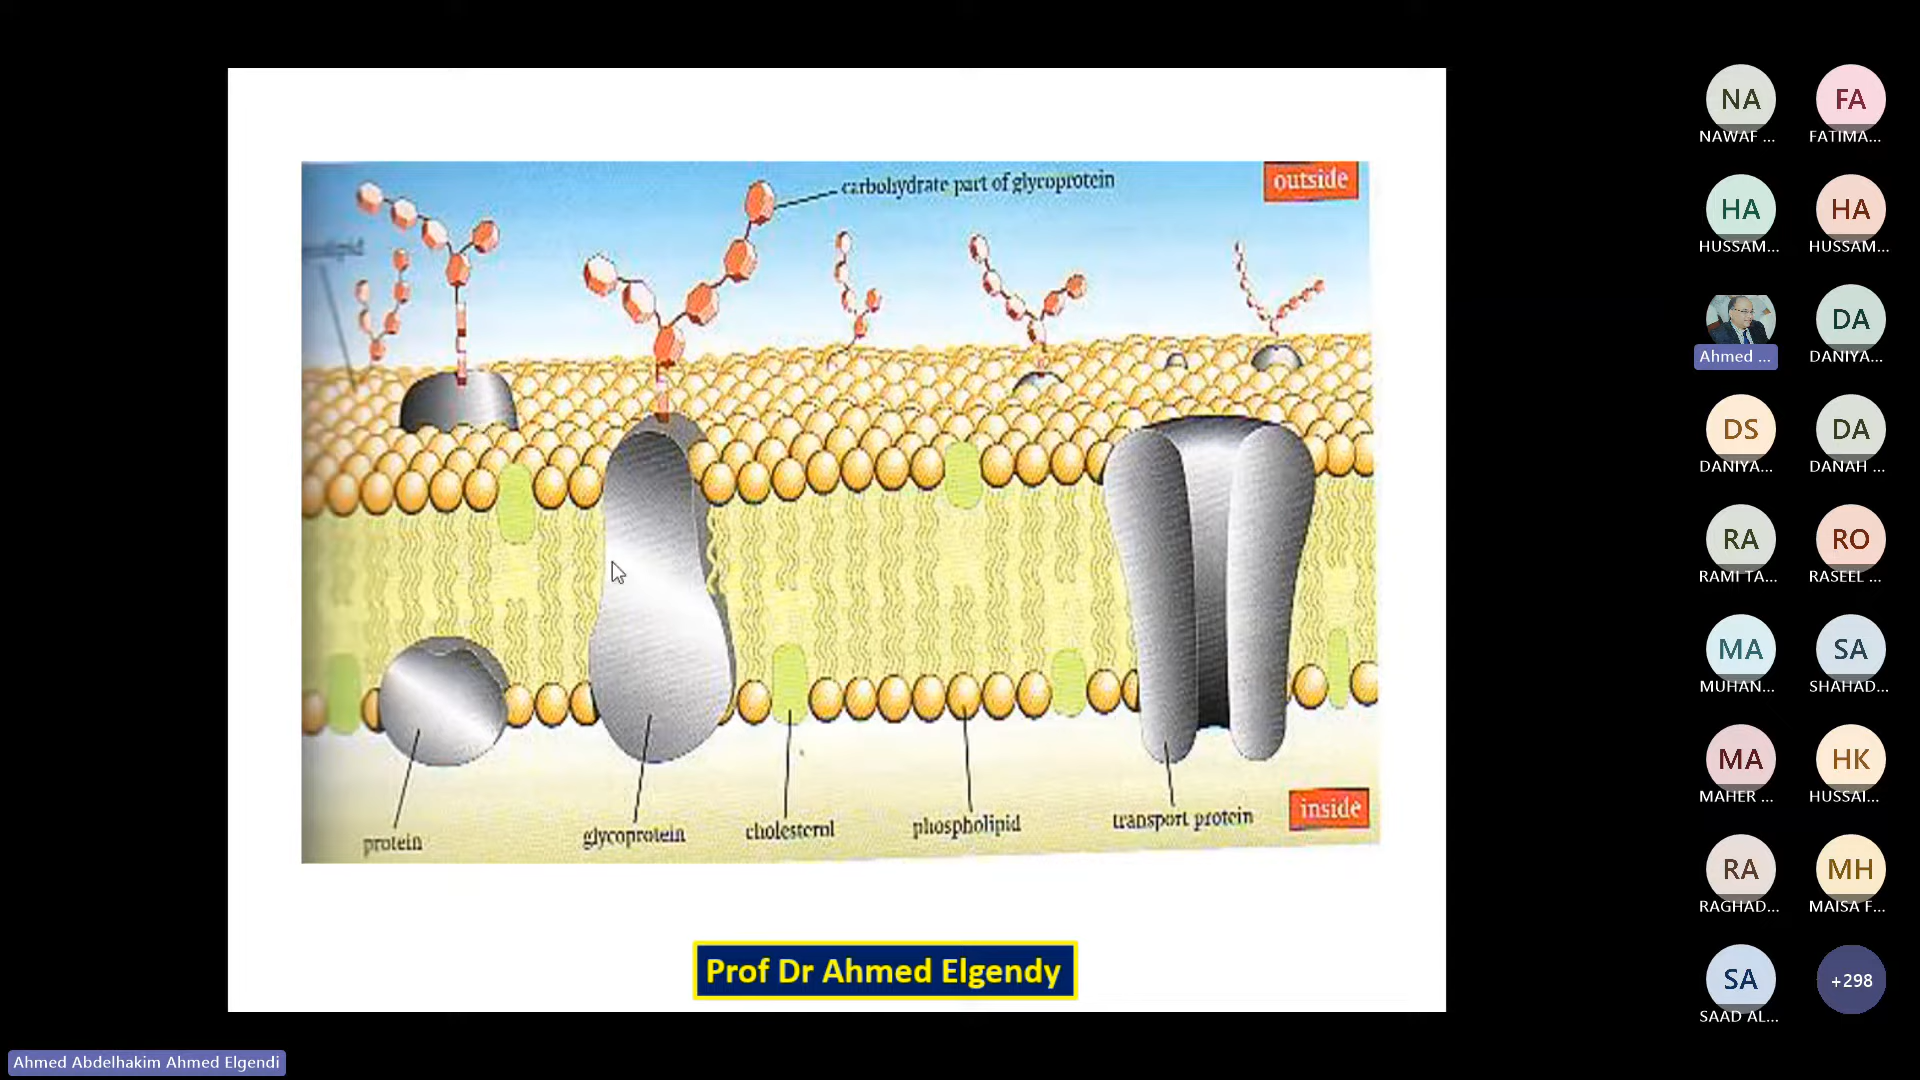 carbohydrate part of glycoprotein
outside
protein
glycoprotein
cholesterol
phospholipid
transport protein
inside
Prof Dr Ahmed Elgendy
NA
NAWAF ...
FA
FATIMA...
HA
HUSSAM...
HA
HUSSAM...
Ahmed ...
DA
DANIYA...
DS
DANIYA...
DA
DANAH ...
RA
RAMI TA...
RO
RASEEL ...
MA
MUHAN...
SA
SHAHAD...
MA
MAHER ...
HK
HUSSAI...
RA
RAGHAD...
MH
MAISA F...
SA
SAAD AL...
+298
Ahmed Abdelhakim Ahmed Elgendi